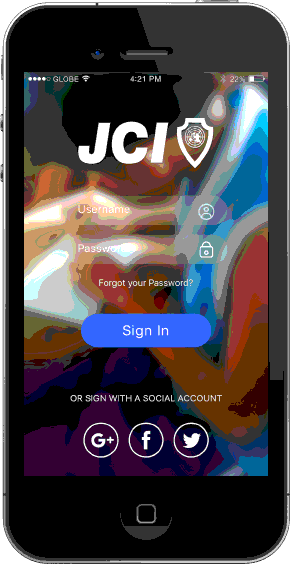 GLOBE 4:21 PM 22%
JCI
Username
Password
Forgot your Password?
Sign In
OR SIGN WITH A SOCIAL ACCOUNT
G+ f